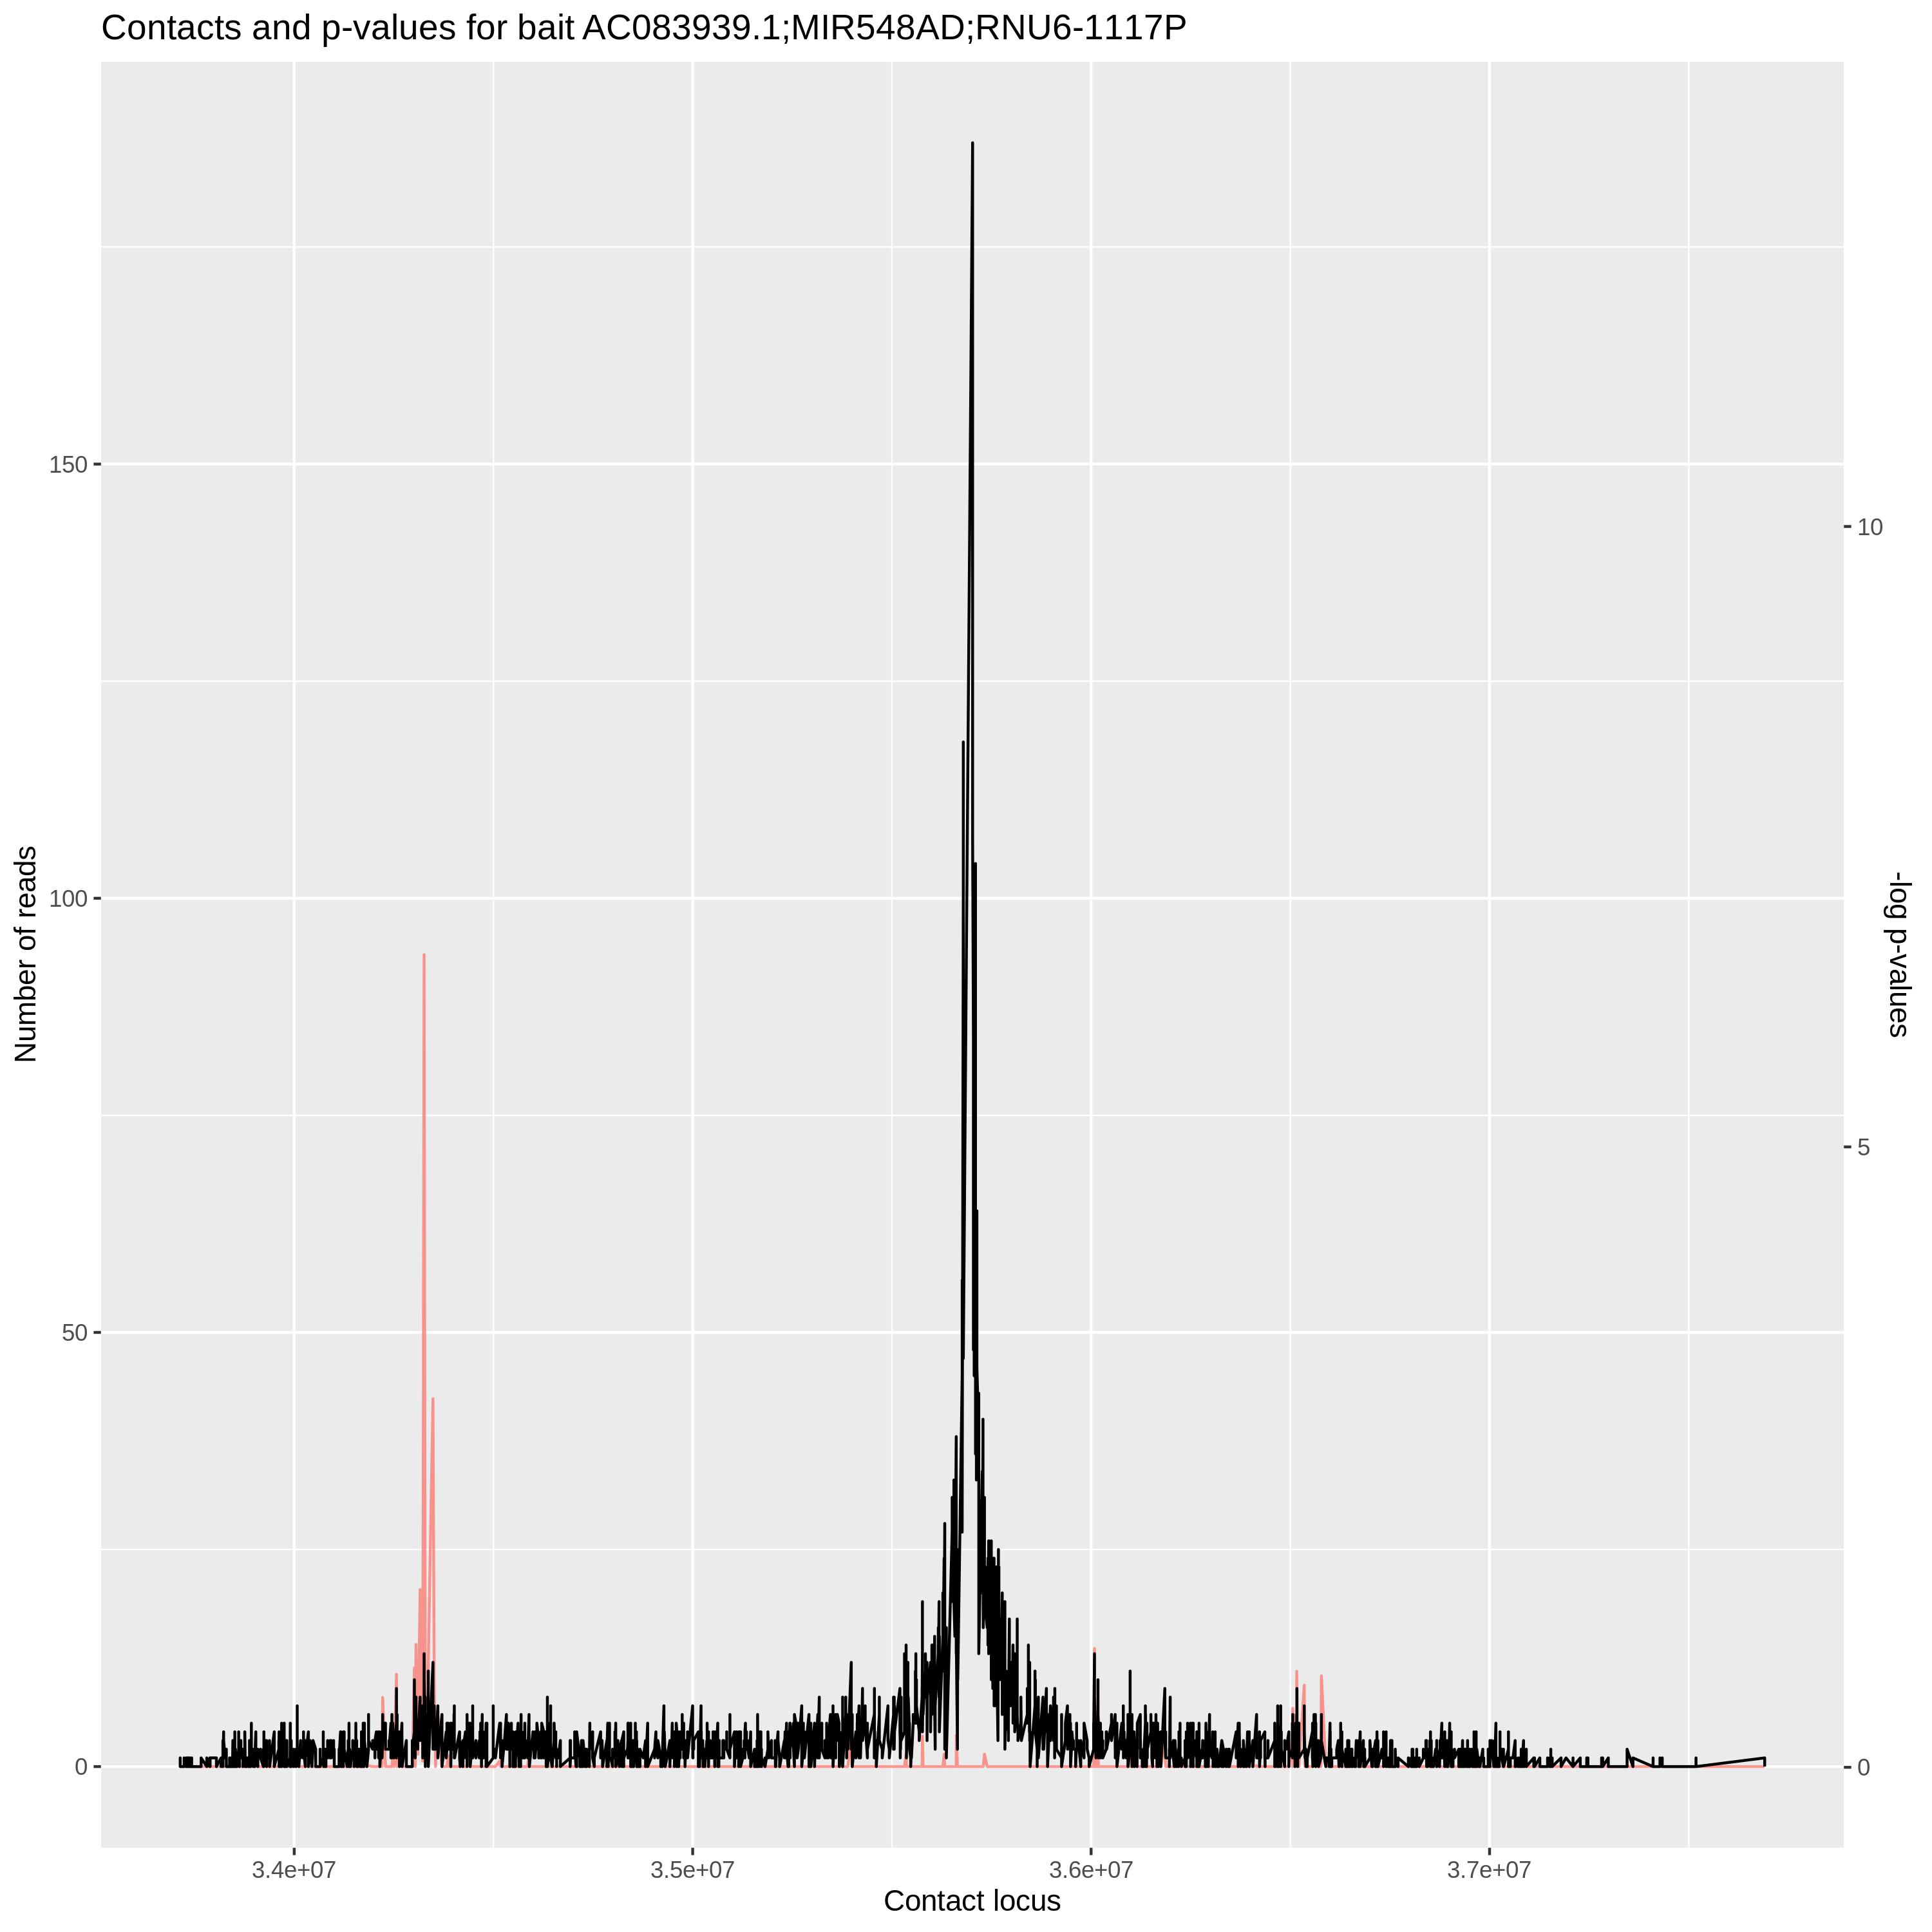 Contacts and p-values for bait AC083939.1;MIR548AD;RNU6-1117P
Number of reads
150
100
50
0
10
5
0
-log p-values
3.4e+07 3.5e+07 3.6e+07 3.7e+07
Contact locus